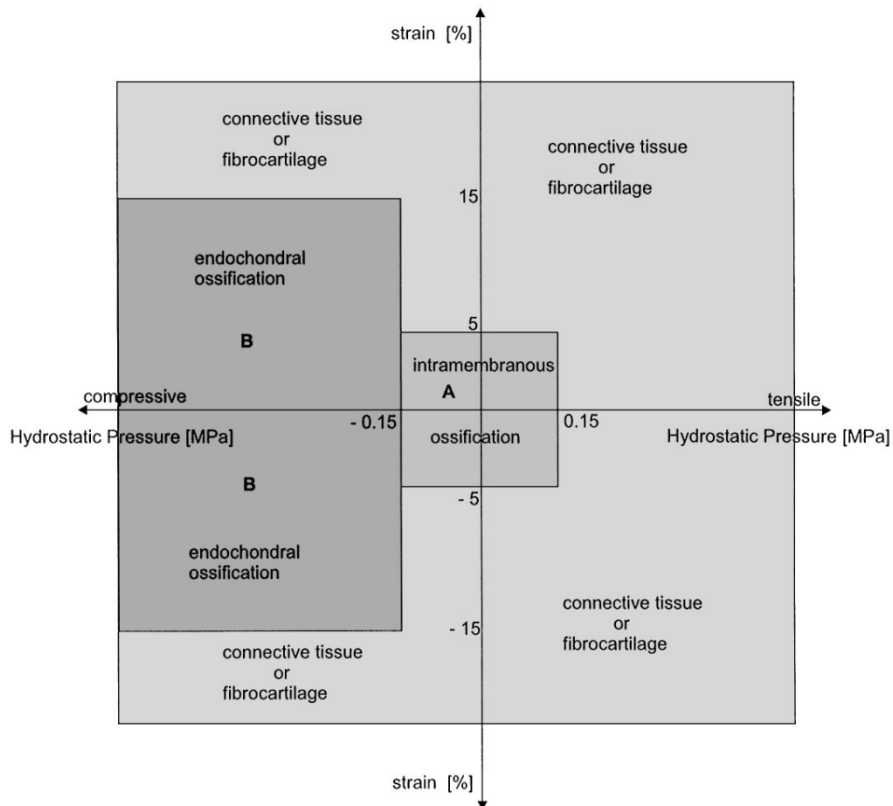 strain [%]
connective tissue
or
fibrocartilage
connective tissue
or
fibrocartilage
15
endochondral
ossification
B
5
intramembranous
A
compressive
tensile
- 0.15
0.15
Hydrostatic Pressure [MPa]
ossification
Hydrostatic Pressure [MPa]
B
- 5
endochondral
ossification
connective tissue
or
fibrocartilage
- 15
connective tissue
or
fibrocartilage
strain [%]